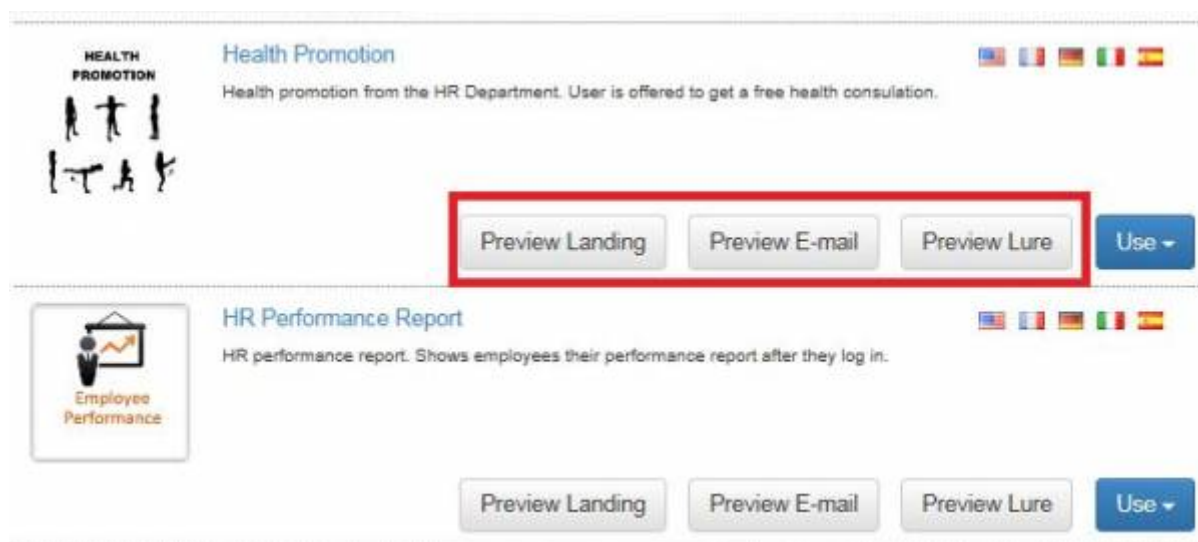 HEALTH
PROMOTION
Health Promotion
Health promotion from the HR Department. User is offered to get a free health consulation.
Preview Landing
Preview E-mail
Preview Lure
Use
Employee
Performance
HR Performance Report
HR performance report. Shows employees their performance report after they log in.
Preview Landing
Preview E-mail
Preview Lure
Use